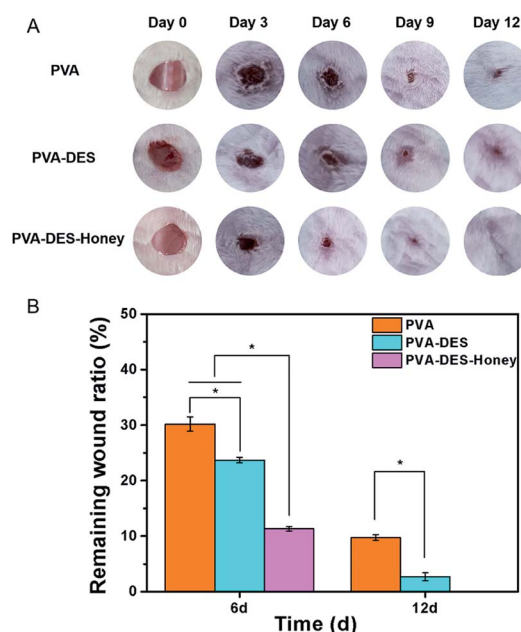 A
Day 0 Day 3 Day 6 Day 9 Day 12
PVA
PVA-DES
PVA-DES-Honey
B
Remaining wound ratio (%)
50
40
30
20
10
0
PVA
PVA-DES
PVA-DES-Honey
*
*
*
6d 12d
Time (d)